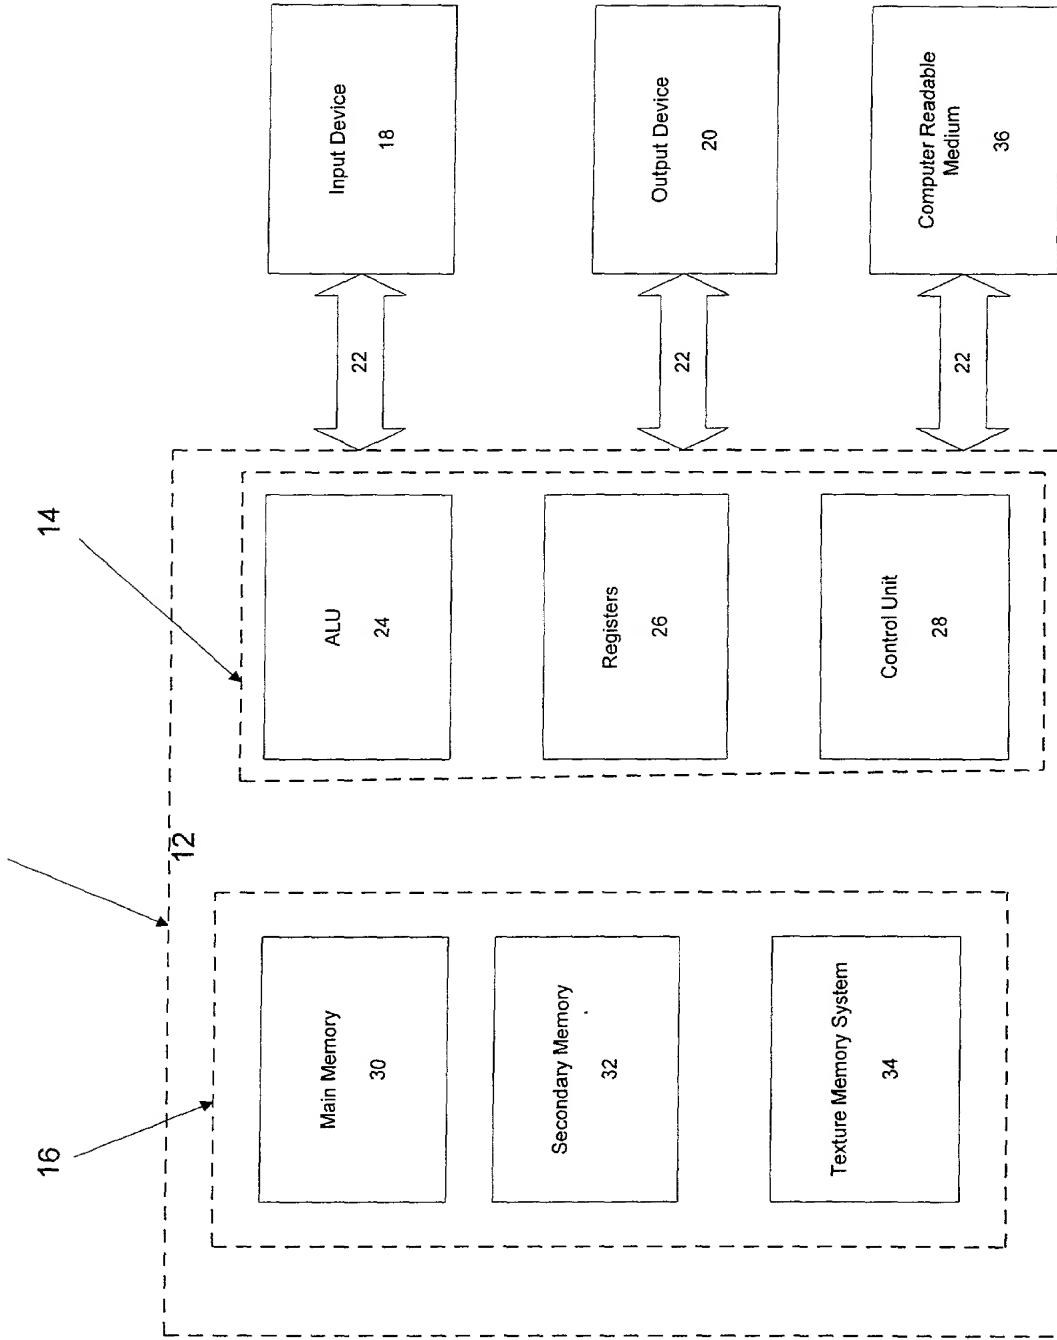 12
16
14
Main Memory
30
Secondary Memory
32
Texture Memory System
34
ALU
24
Registers
26
Control Unit
28
22
22
22
Input Device
18
Output Device
20
Computer Readable
Medium
36